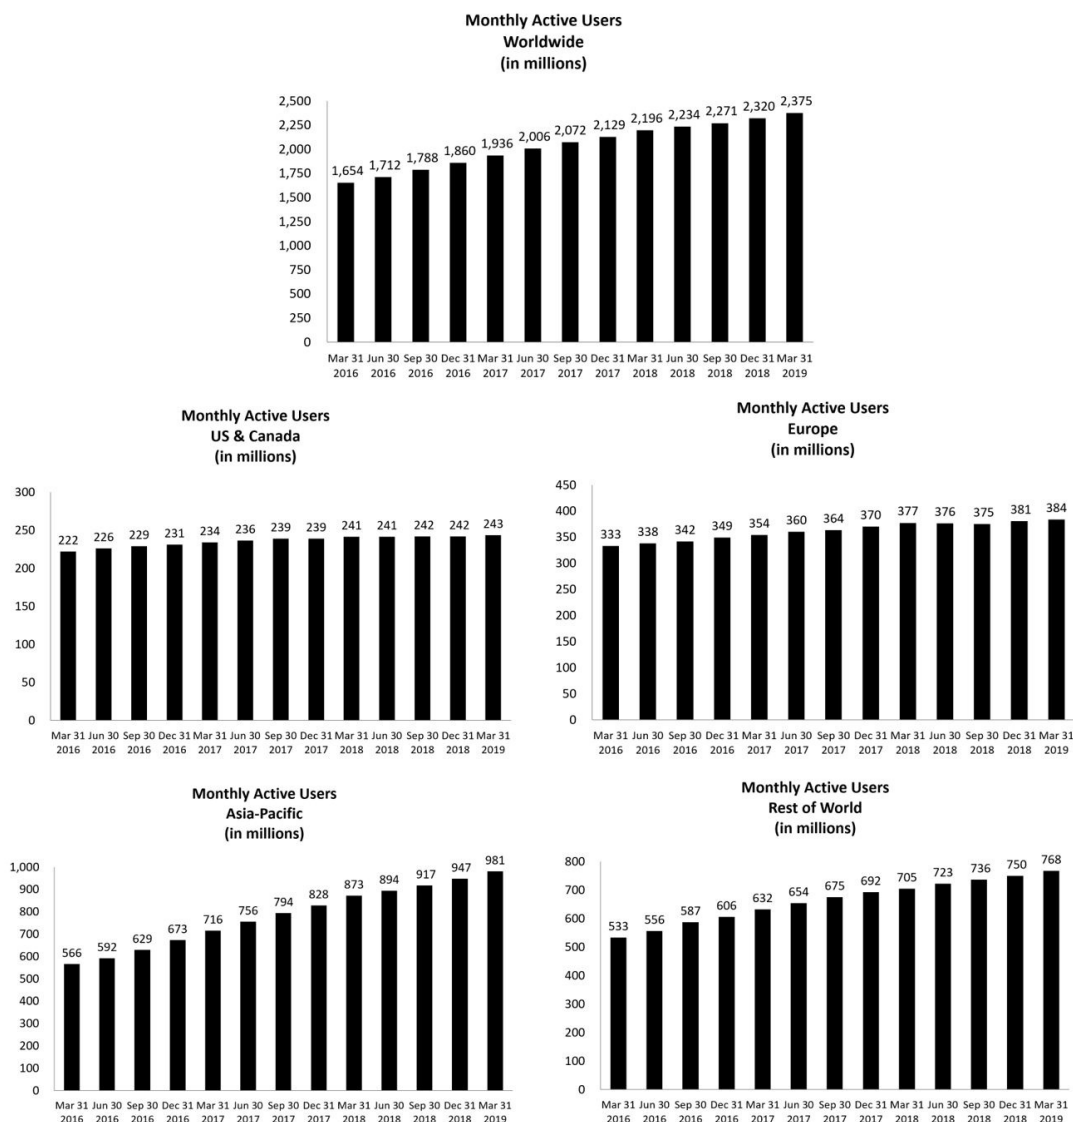 Monthly Active Users
Worldwide
(in millions)
2,500
2,250
2,000
1,750
1,500
1,250
1,000
750
500
250
0
1,654 1,712 1,788 1,860 1,936 2,006 2,072 2,129 2,196 2,234 2,271 2,320 2,375
Mar 31 Jun 30 Sep 30 Dec 31 Mar 31 Jun 30 Sep 30 Dec 31 Mar 31 Jun 30 Sep 30 Dec 31 Mar 31
2016 2016 2016 2016 2017 2017 2017 2017 2018 2018 2018 2018 2019
Monthly Active Users
US & Canada
(in millions)
300
250
200
150
100
50
0
222 226 229 231 234 236 239 239 241 241 242 242 243
Mar 31 Jun 30 Sep 30 Dec 31 Mar 31 Jun 30 Sep 30 Dec 31 Mar 31 Jun 30 Sep 30 Dec 31 Mar 31
2016 2016 2016 2016 2017 2017 2017 2017 2018 2018 2018 2018 2019
Monthly Active Users
Europe
(in millions)
450
400
350
300
250
200
150
100
50
0
333 338 342 349 354 360 364 370 377 376 375 381 384
Mar 31 Jun 30 Sep 30 Dec 31 Mar 31 Jun 30 Sep 30 Dec 31 Mar 31 Jun 30 Sep 30 Dec 31 Mar 31
2016 2016 2016 2016 2017 2017 2017 2017 2018 2018 2018 2018 2019
Monthly Active Users
Asia-Pacific
(in millions)
1,000
900
800
700
600
500
400
300
200
100
0
566 592 629 673 716 756 794 828 873 894 917 947 981
Mar 31 Jun 30 Sep 30 Dec 31 Mar 31 Jun 30 Sep 30 Dec 31 Mar 31 Jun 30 Sep 30 Dec 31 Mar 31
2016 2016 2016 2016 2017 2017 2017 2017 2018 2018 2018 2018 2019
Monthly Active Users
Rest of World
(in millions)
800
700
600
500
400
300
200
100
0
533 556 587 606 632 654 675 692 705 723 736 750 768
Mar 31 Jun 30 Sep 30 Dec 31 Mar 31 Jun 30 Sep 30 Dec 31 Mar 31 Jun 30 Sep 30 Dec 31 Mar 31
2016 2016 2016 2016 2017 2017 2017 2017 2018 2018 2018 2018 2019